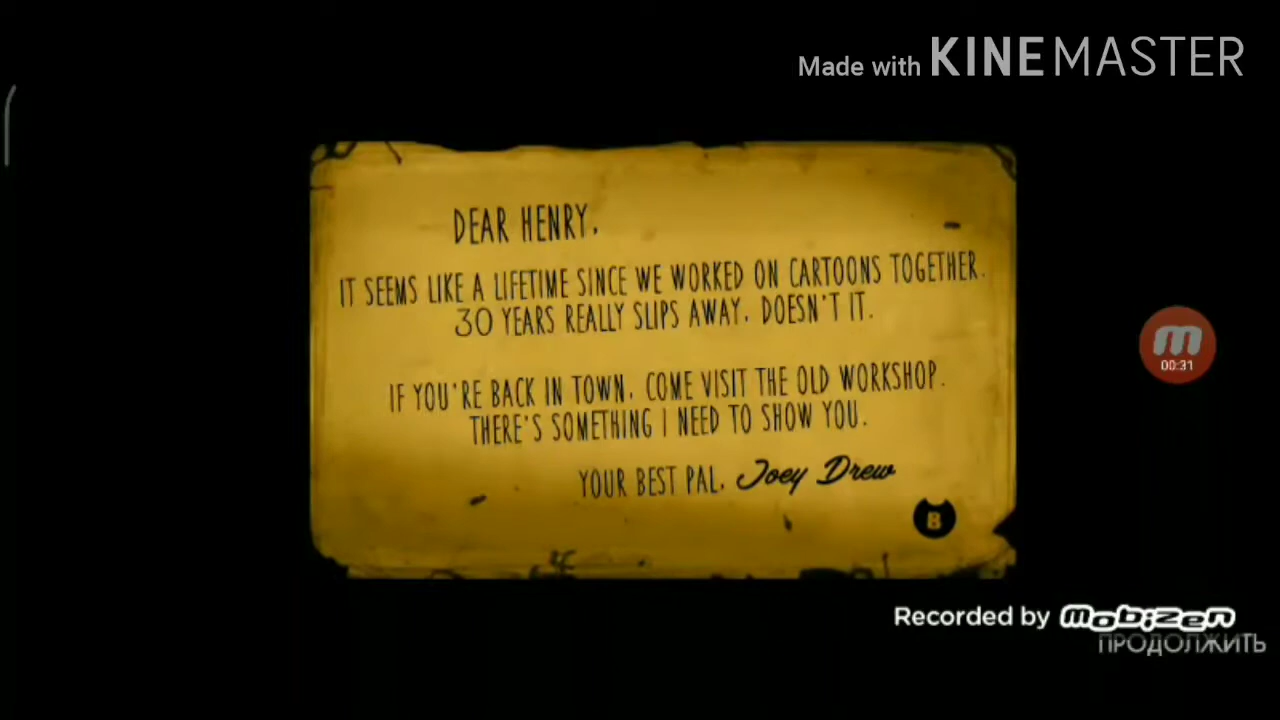 Made with KINEMASTER
DEAR HENRY,
IT SEEMS LIKE A LIFETIME SINCE WE WORKED ON CARTOONS TOGETHER.
30 YEARS REALLY SLIPS AWAY, DOESN'T IT.
IF YOU'RE BACK IN TOWN, COME VISIT THE OLD WORKSHOP.
THERE'S SOMETHING I NEED TO SHOW YOU.
YOUR BEST PAL, Joey Drew
B
m
00:31
Recorded by mobizen
ПРОДОЛЖИТЬ